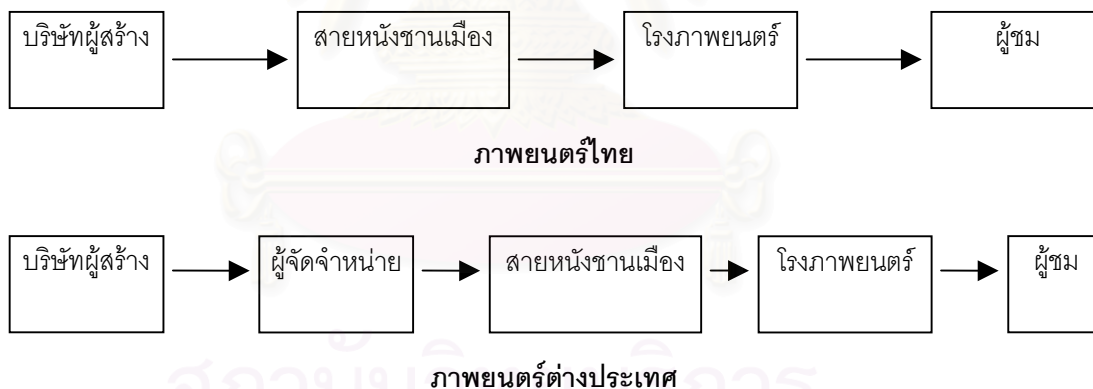 บริษัทผู้สร้าง สายหนังชานเมือง โรงภาพยนตร์ ผู้ชม
ภาพยนตร์ไทย
บริษัทผู้สร้าง ผู้จัดจำหน่าย สายหนังชานเมือง โรงภาพยนตร์ ผู้ชม
ภาพยนตร์ต่างประเทศ